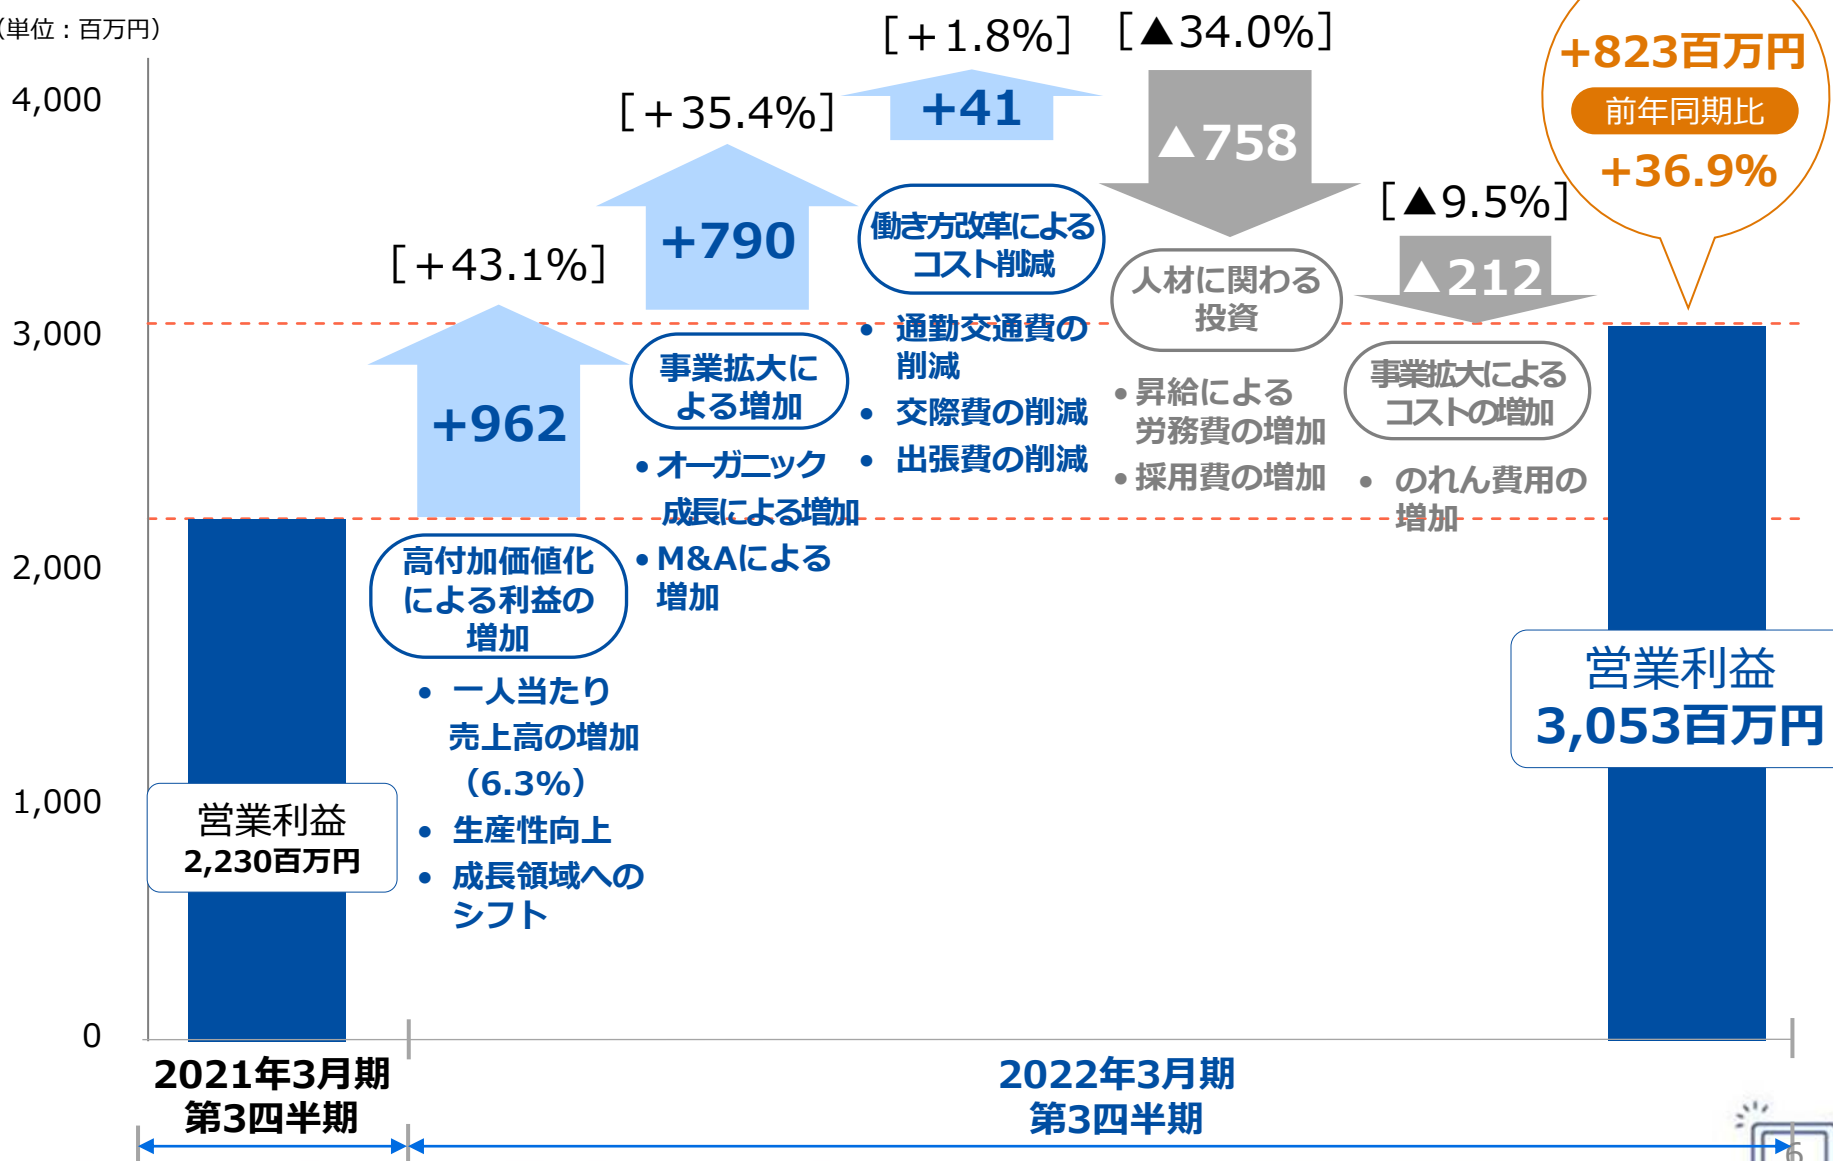 （単位：百万円）
4,000
3,000
2,000
1,000
0
営業利益
2,230百万円
2021年3月期
第3四半期
[＋43.1%]
+962
高付加価値化
による利益の
増加
• 一人当たり
売上高の増加
（6.3%）
• 生産性向上
• 成長領域への
シフト
[＋35.4%]
+790
事業拡大に
よる増加
• オーガニック
成長による増加
• M&Aによる
増加
[＋1.8%]
+41
働き方改革による
コスト削減
• 通勤交通費の
削減
• 交際費の削減
• 出張費の削減
[▲34.0%]
▲758
人材に関わる
投資
• 昇給による
労務費の増加
• 採用費の増加
[▲9.5%]
▲212
事業拡大による
コストの増加
• のれん費用の
増加
+823百万円
前年同期比
+36.9%
営業利益
3,053百万円
2022年3月期
第3四半期
6